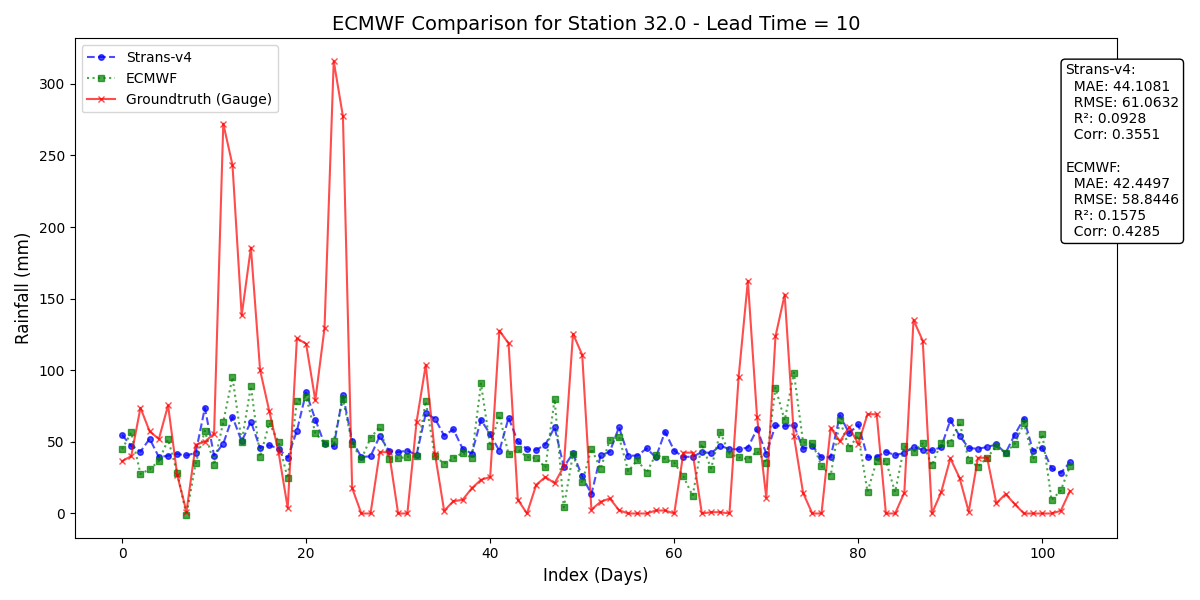 ECMWF Comparison for Station 32.0 - Lead Time = 10
Strans-v4
ECMWF
Groundtruth (Gauge)
Strans-v4:
MAE: 44.1081
RMSE: 61.0632
R²: 0.0928
Corr: 0.3551
ECMWF:
MAE: 42.4497
RMSE: 58.8446
R²: 0.1575
Corr: 0.4285
Rainfall (mm)
300
250
200
150
100
50
0
0 20 40 60 80 100
Index (Days)